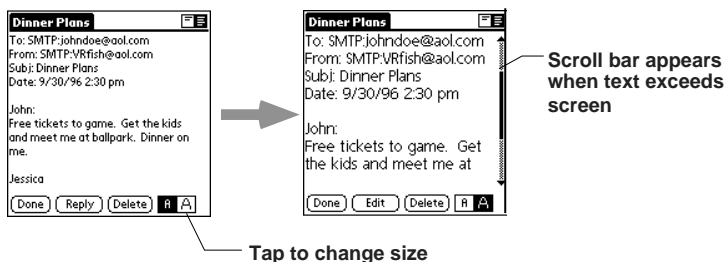 Dinner Plans
To: SMTP:johndoe@aol.com
From: SMTP:VRfish@aol.com
Subj: Dinner Plans
Date: 9/30/96 2:30 pm
John:
Free tickets to game. Get the kids
and meet me at ballpark. Dinner on
me.
Jessica
Done Reply Delete A A
Dinner Plans
To: SMTP:johndoe@aol.com
From: SMTP:VRfish@aol.com
Subj: Dinner Plans
Date: 9/30/96 2:30 pm
John:
Free tickets to game. Get
the kids and meet me at
Done Edit Delete A A
Scroll bar appears
when text exceeds
screen
Tap to change size